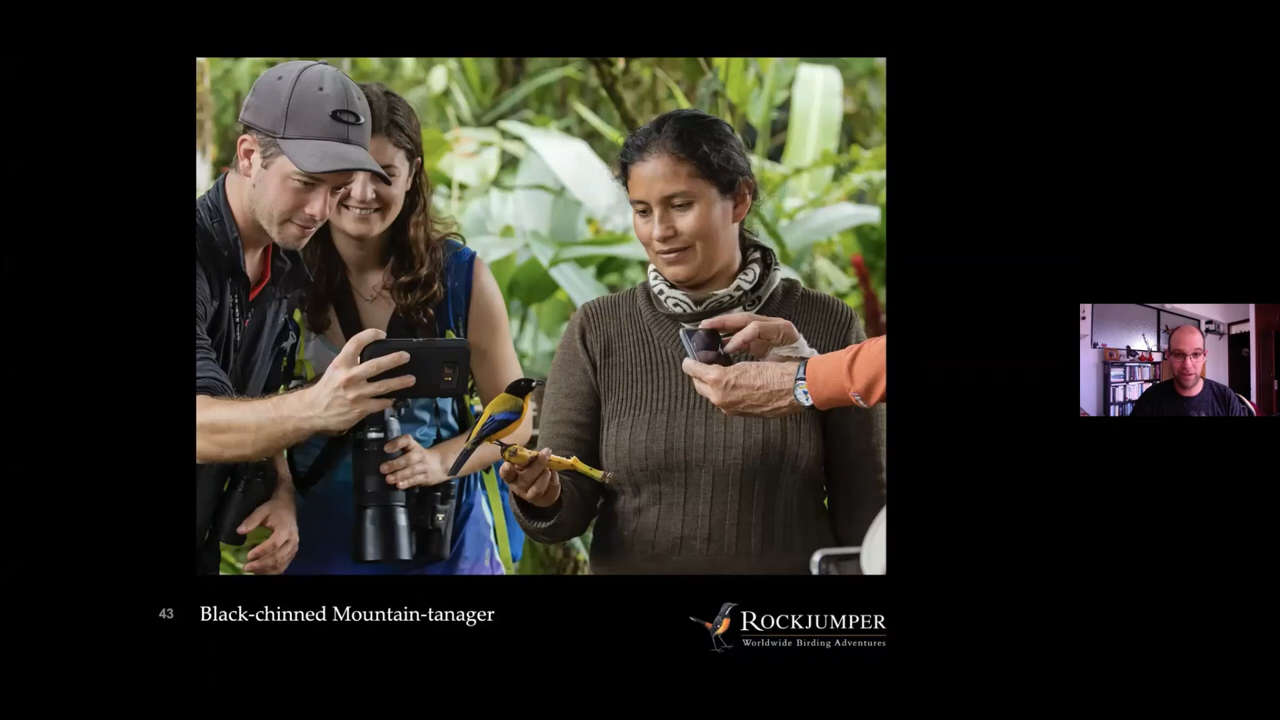 43 Black-chinned Mountain-tanager
ROCKJUMPER
Worldwide Birding Adventures